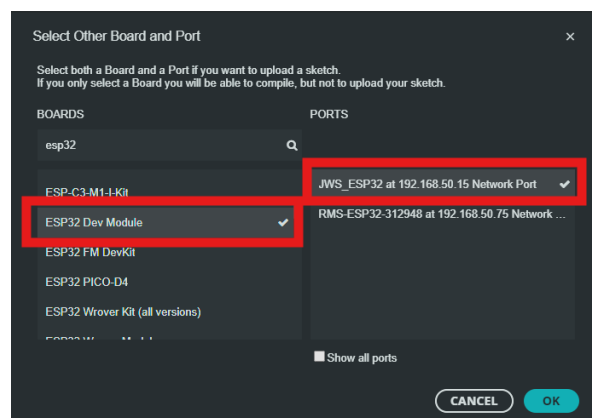 Select Other Board and Port
Select both a Board and a Port if you want to upload a sketch.
If you only select a Board you will be able to compile, but not to upload your sketch.
BOARDS
PORTS
esp32
ESP-C3-M1-I-Kit
JWS_ESP32 at 192.168.50.15 Network Port
ESP32 Dev Module
RMS-ESP32-312948 at 192.168.50.75 Network ...
ESP32 FM DevKit
ESP32 PICO-D4
ESP32 Wrover Kit (all versions)
Show all ports
CANCEL
OK